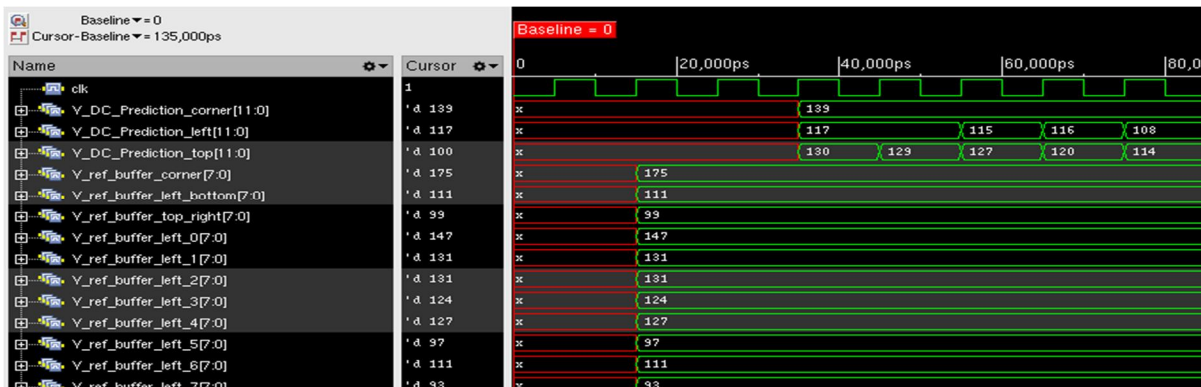 Baseline ▾= 0
Cursor-Baseline ▾= 135,000ps
Baseline = 0
Name Cursor 0 20,000ps 40,000ps 60,000ps 80,0
clk 1
Y_DC_Prediction_corner[11:0] 'd 139 x 139
Y_DC_Prediction_left[11:0] 'd 117 x 117 115 116 108
Y_DC_Prediction_top[11:0] 'd 100 x 130 129 127 120 114
Y_ref_buffer_corner[7:0] 'd 175 x 175
Y_ref_buffer_left_bottom[7:0] 'd 111 x 111
Y_ref_buffer_top_right[7:0] 'd 99 x 99
Y_ref_buffer_left_0[7:0] 'd 147 x 147
Y_ref_buffer_left_1[7:0] 'd 131 x 131
Y_ref_buffer_left_2[7:0] 'd 131 x 131
Y_ref_buffer_left_3[7:0] 'd 124 x 124
Y_ref_buffer_left_4[7:0] 'd 127 x 127
Y_ref_buffer_left_5[7:0] 'd 97 x 97
Y_ref_buffer_left_6[7:0] 'd 111 x 111
Y_ref_buffer_left_7[7:0] 'd 93 x 93